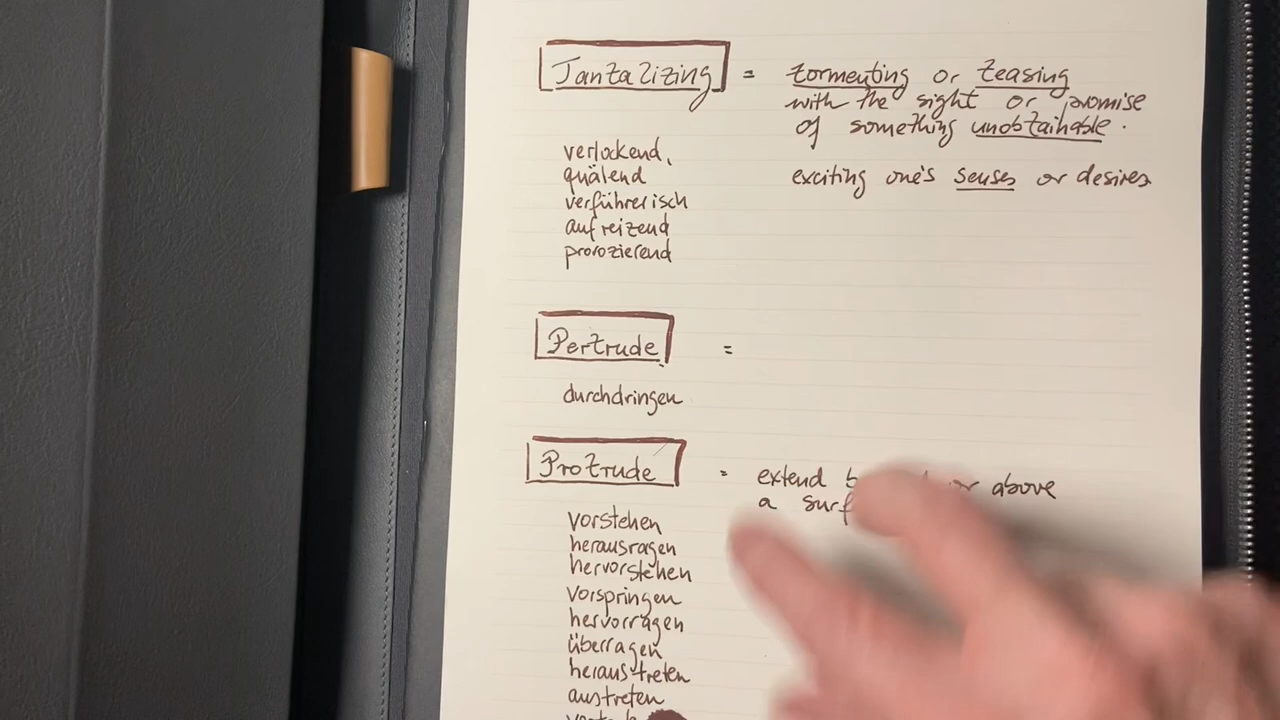 Tantalizing = tormenting or teasing
with the sight or promise
of something unobtainable.
exciting one's senses or desires
verlockend,
quälend
verführerisch
aufreizend
provozierend
Pertrude =
durchdringen
Protrude = extend or above
a
vorstehen
herausragen
hervorstehen
vorspringen
hervorragen
überragen
heraustreten
austreten